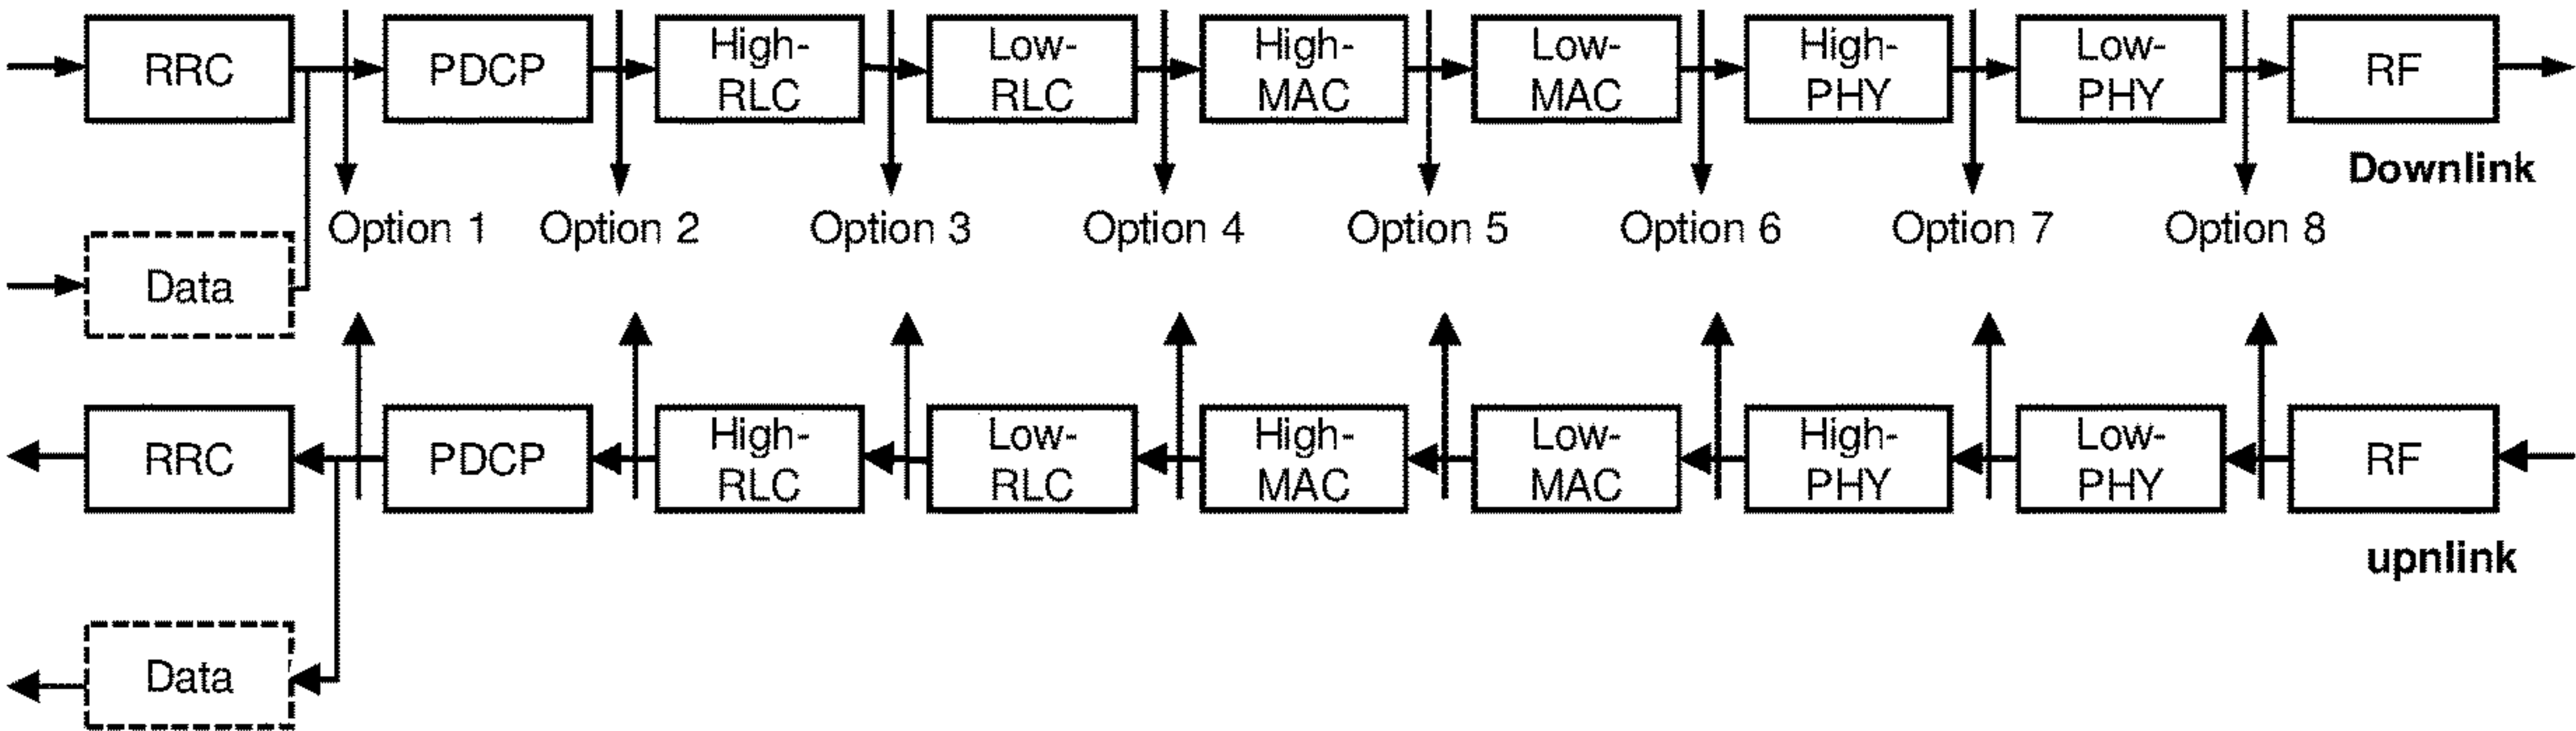 RRC
PDCP
High-
RLC
Low-
RLC
High-
MAC
Low-
MAC
High-
PHY
Low-
PHY
RF
Downlink
Option 1
Option 2
Option 3
Option 4
Option 5
Option 6
Option 7
Option 8
Data
RRC
PDCP
High-
RLC
Low-
RLC
High-
MAC
Low-
MAC
High-
PHY
Low-
PHY
RF
upnlink
Data